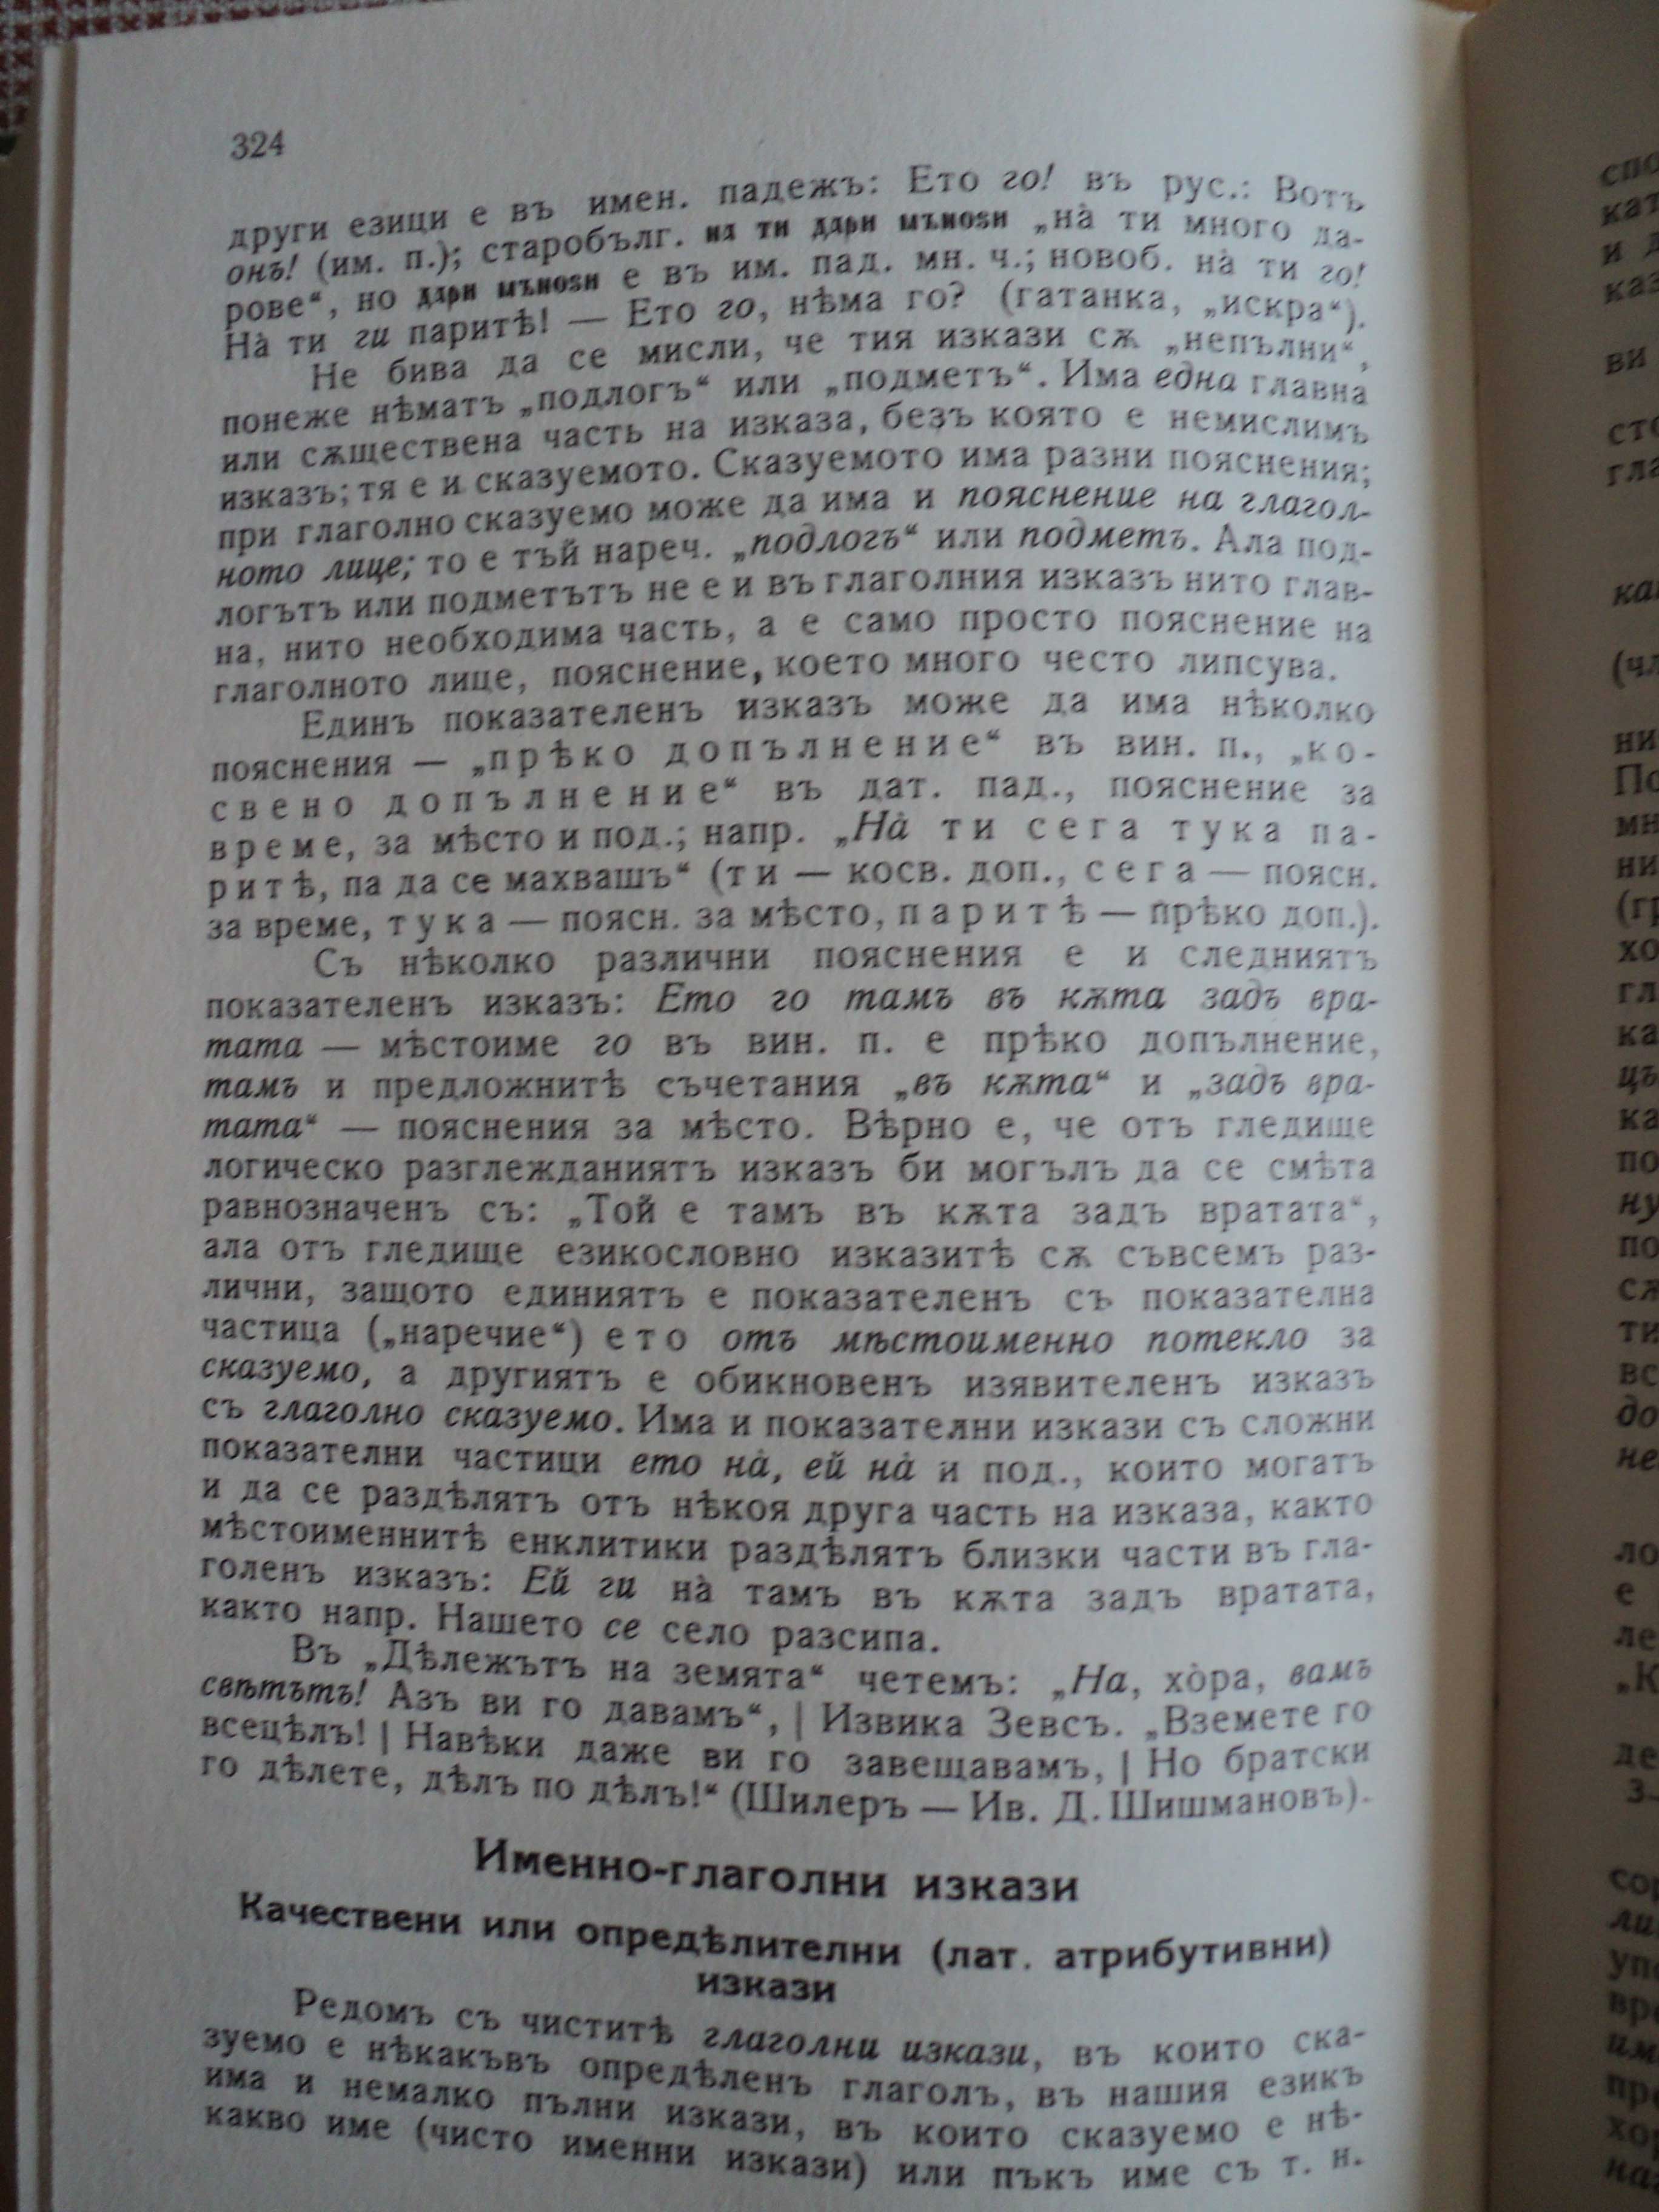 324
други езици е въ имен. падежъ: Ето го! въ рус.: Вотъ
онъ! (им. п.); старобълг. на ти дари мъноѕи „на̀ ти много да-
рове“, но дари мъноѕи е въ им. пад. мн. ч.; новоб. на̀ ти го!
На̀ ти ги паритѣ! — Ето го, нѣма го? (гатанка, „искра“).
Не бива да се мисли, че тия изкази сѫ „непълни“,
понеже нѣматъ „подлогъ“ или „подметъ“. Има една главна
или сѫществена часть на изказа, безъ която е немислимъ
изказъ; тя е и сказуемото. Сказуемото има разни пояснения;
при глаголно сказуемо може да има и пояснение на глагол-
ното лице; то е тъй нареч. „подлогъ“ или подметъ. Ала под-
логътъ или подметътъ не е и въ глаголния изказъ нито глав-
на, нито необходима часть, а е само просто пояснение на
глаголното лице, пояснение, което много често липсува.
Единъ показателенъ изказъ може да има нѣколко
пояснения — „прѣко допълнение“ въ вин. п., „ко-
свено допълнение“ въ дат. пад., пояснение за
време, за мѣсто и под.; напр. „На̀ ти сега тука па-
ритѣ, па да се махвашъ“ (ти — косв. доп., сега — поясн.
за време, тука — поясн. за мѣсто, паритѣ — прѣко доп.).
Съ нѣколко различни пояснения е и следниятъ
показателенъ изказъ: Ето го тамъ въ кѫта задъ вра-
тата — мѣстоиме го въ вин. п. е прѣко допълнение,
тамъ и предложнитѣ съчетания „въ кѫта“ и „задъ вра-
тата“ — пояснения за мѣсто. Вѣрно е, че отъ гледище
логическо разглежданиятъ изказъ би могълъ да се смѣта
равнозначенъ съ: „Той е тамъ въ кѫта задъ вратата“,
ала отъ гледище езикословно изказитѣ сѫ съвсемъ раз-
лични, защото единиятъ е показателенъ съ показателна
частица („наречие“) ето отъ мѣстоименно потекло за
сказуемо, а другиятъ е обикновенъ изявителенъ изказъ
съ глаголно сказуемо. Има и показателни изкази съ сложни
показателни частици ето на̀, ей на̀ и под., които могатъ
и да се раздѣлятъ отъ нѣкоя друга часть на изказа, както
мѣстоименнитѣ енклитики раздѣлятъ близки части въ гла-
голенъ изказъ: Ей ги на̀ тамъ въ кѫта задъ вратата,
както напр. Нашето се село разсипа.
Въ „Дѣлежътъ на земята“ четемъ: „На, хо̀ра, вамъ
свѣтътъ! Азъ ви го давамъ“, | Извика Зевсъ. „Вземете го
всецѣлъ! | Навѣки даже ви го завещавамъ, | Но братски
го дѣлете, дѣлъ по дѣлъ!“ (Шилеръ — Ив. Д. Шишмановъ).
Именно-глаголни изкази
Качествени или опредѣлителни (лат. атрибутивни)
изкази
Редомъ съ чиститѣ глаголни изкази, въ които ска-
зуемо е нѣкакъвъ опредѣленъ глаголъ, въ нашия езикъ
има и немалко пълни изкази, въ които сказуемо е нѣ-
какво име (чисто именни изкази) или пъкъ име съ т. н.